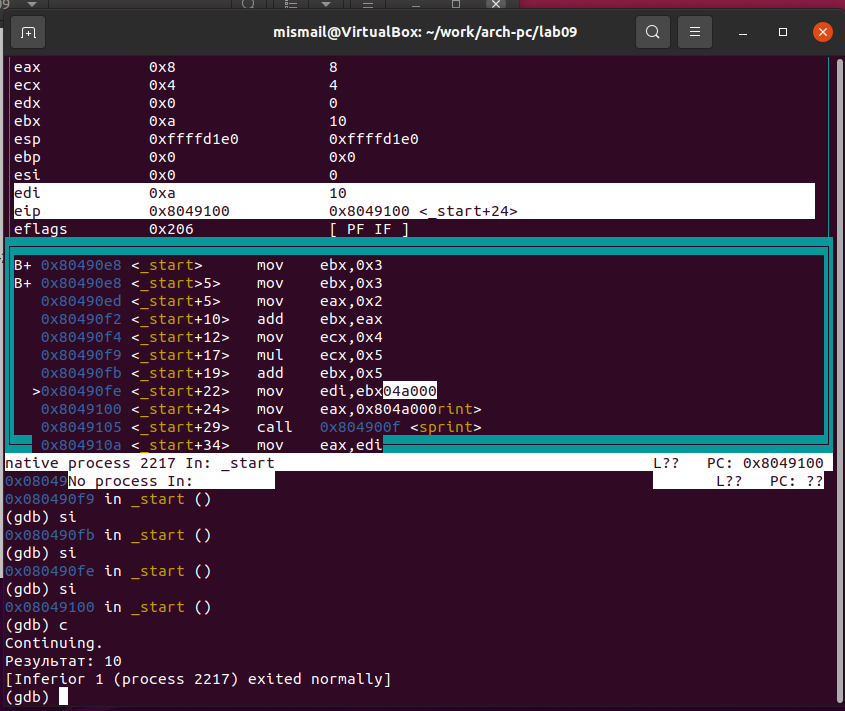 mismail@VirtualBox: ~/work/arch-pc/lab09
eax 0x8 8
ecx 0x4 4
edx 0x0 0
ebx 0xa 10
esp 0xffffd1e0 0xffffd1e0
ebp 0x0 0x0
esi 0x0 0
edi 0xa 10
eip 0x8049100 0x8049100 <_start+24>
eflags 0x206 [ PF IF ]
B+ 0x80490e8 <_start> mov ebx,0x3
B+ 0x80490e8 <_start>5> mov ebx,0x3
0x80490ed <_start+5> mov eax,0x2
0x80490f2 <_start+10> add ebx,eax
0x80490f4 <_start+12> mov ecx,0x4
0x80490f9 <_start+17> mul ecx,0x5
0x80490fb <_start+19> add ebx,0x5
>0x80490fe <_start+22> mov edi,ebx04a000
0x8049100 <_start+24> mov eax,0x804a000rint>
0x8049105 <_start+29> call 0x804900f <sprint>
0x804910a <_start+34> mov eax,edi
native process 2217 In: _start L?? PC: 0x8049100
0x08049No process In: L?? PC: ??
0x080490f9 in _start ()
(gdb) si
0x080490fb in _start ()
(gdb) si
0x080490fe in _start ()
(gdb) si
0x08049100 in _start ()
(gdb) c
Continuing.
Результат: 10
[Inferior 1 (process 2217) exited normally]
(gdb)